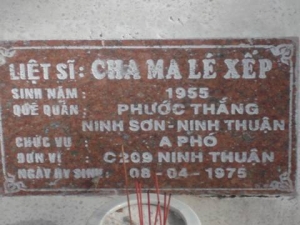 LIỆT SĨ : CHA MA LÊ XẾP
SINH NĂM : 1955
QUÊ QUÁN : PHƯỚC THẮNG
NINH SƠN - NINH THUẬN
CHỨC VỤ : A PHÓ
ĐƠN VỊ : C209 NINH THUẬN
NGÀY HY SINH : 08 - 04 - 1975